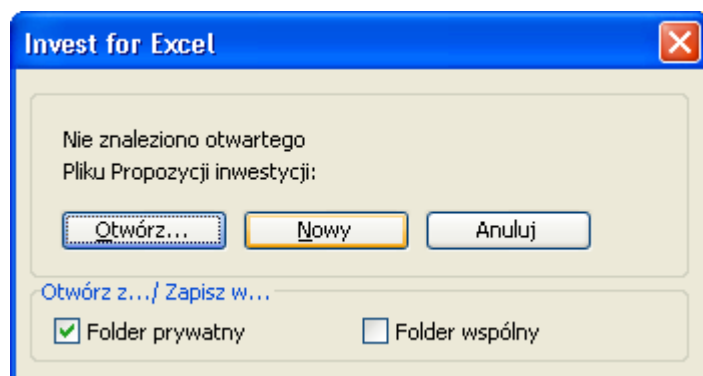 Invest for Excel
Nie znaleziono otwartego
Pliku Propozycji inwestycji:
Otwórz... Nowy Anuluj
Otwórz z.../ Zapisz w...
Folder prywatny Folder wspólny